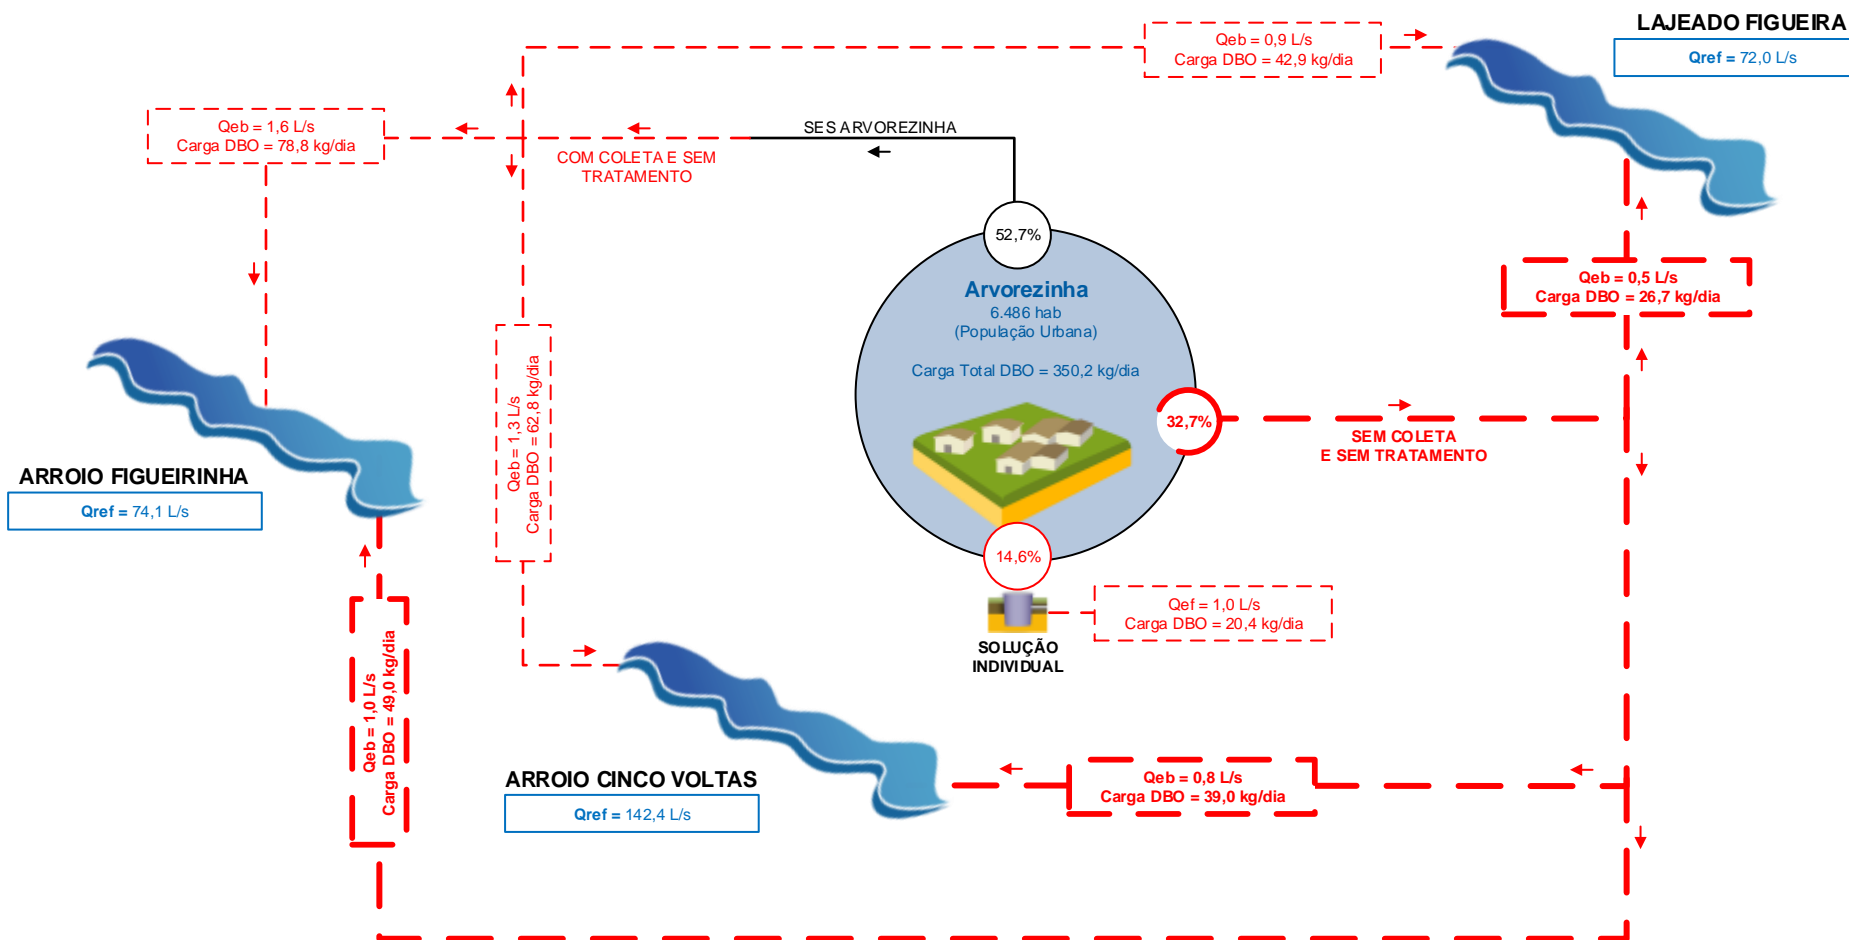 LAJEADO FIGUEIRA
Qref = 72,0 L/s
Qeb = 0,9 L/s
Carga DBO = 42,9 kg/dia
Qeb = 1,6 L/s
Carga DBO = 78,8 kg/dia
SES ARVOREZINHA
COM COLETA E SEM
TRATAMENTO
52,7%
Arvorezinha
6.486 hab
(População Urbana)
Carga Total DBO = 350,2 kg/dia
Qeb = 0,5 L/s
Carga DBO = 26,7 kg/dia
32,7%
SEM COLETA
E SEM TRATAMENTO
Qeb = 1,3 L/s
Carga DBO = 62,8 kg/dia
ARROIO FIGUEIRINHA
Qref = 74,1 L/s
14,6%
Qef = 1,0 L/s
Carga DBO = 20,4 kg/dia
SOLUÇÃO
INDIVIDUAL
Qeb = 1,0 L/s
Carga DBO = 49,0 kg/dia
ARROIO CINCO VOLTAS
Qref = 142,4 L/s
Qeb = 0,8 L/s
Carga DBO = 39,0 kg/dia